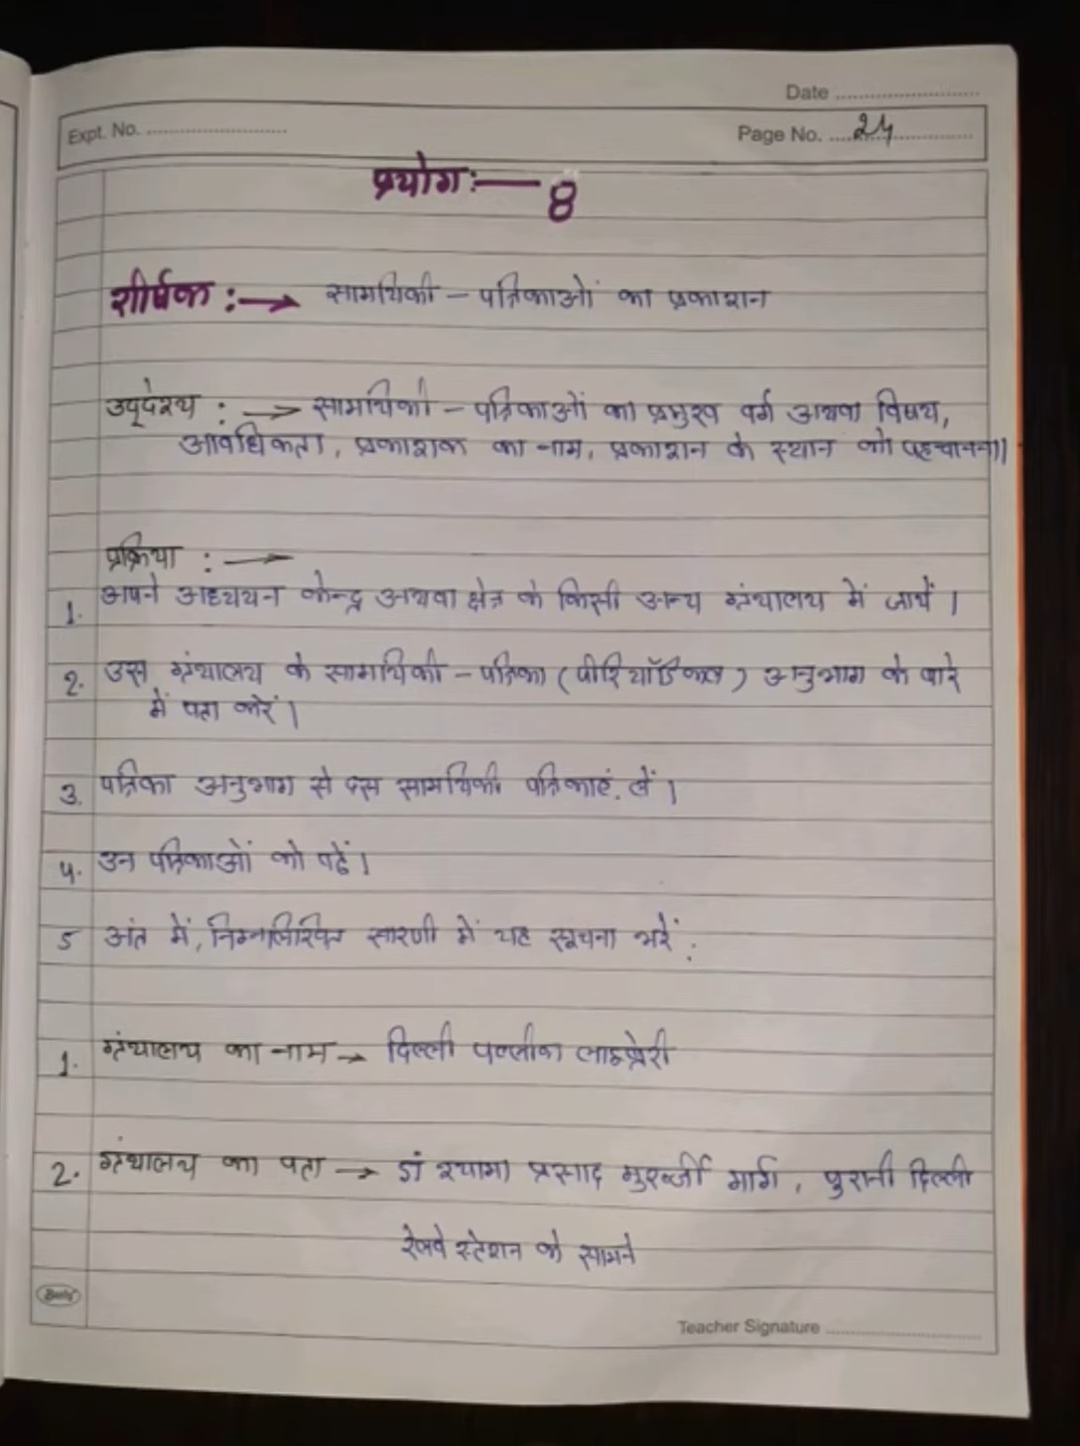 Date
Expt. No.
Page No. 24
प्रयोग :— 8
शीर्षक :→ सामयिकी - पत्रिकाओं का प्रकाशन
उद्देश्य : → सामयिकी - पत्रिकाओं का प्रमुख वर्ग अथवा विषय,
आवधिकता, प्रकाशक का नाम, प्रकाशन के स्थान को पहचानना।
प्रक्रिया : →
1. अपने अध्ययन केन्द्र अथवा क्षेत्र के किसी अन्य ग्रंथालय में जायें।
2. उस ग्रंथालय के सामयिकी - पत्रिका (पीरियॉडिकल) अनुभाग के बारे
में पता करें।
3. पत्रिका अनुभाग से दस सामयिकी पत्रिकाएं. लें।
4. उन पत्रिकाओं को पढ़ें।
5 अंत में, निम्नलिखित सारणी में यह सूचना भरें :
1. ग्रंथालय का नाम → दिल्ली पब्लीक लाइब्रेरी
2. ग्रंथालय का पता → डॉ श्यामा प्रसाद मुखर्जी मार्ग, पुरानी दिल्ली
रेलवे स्टेशन के सामने
Teacher Signature